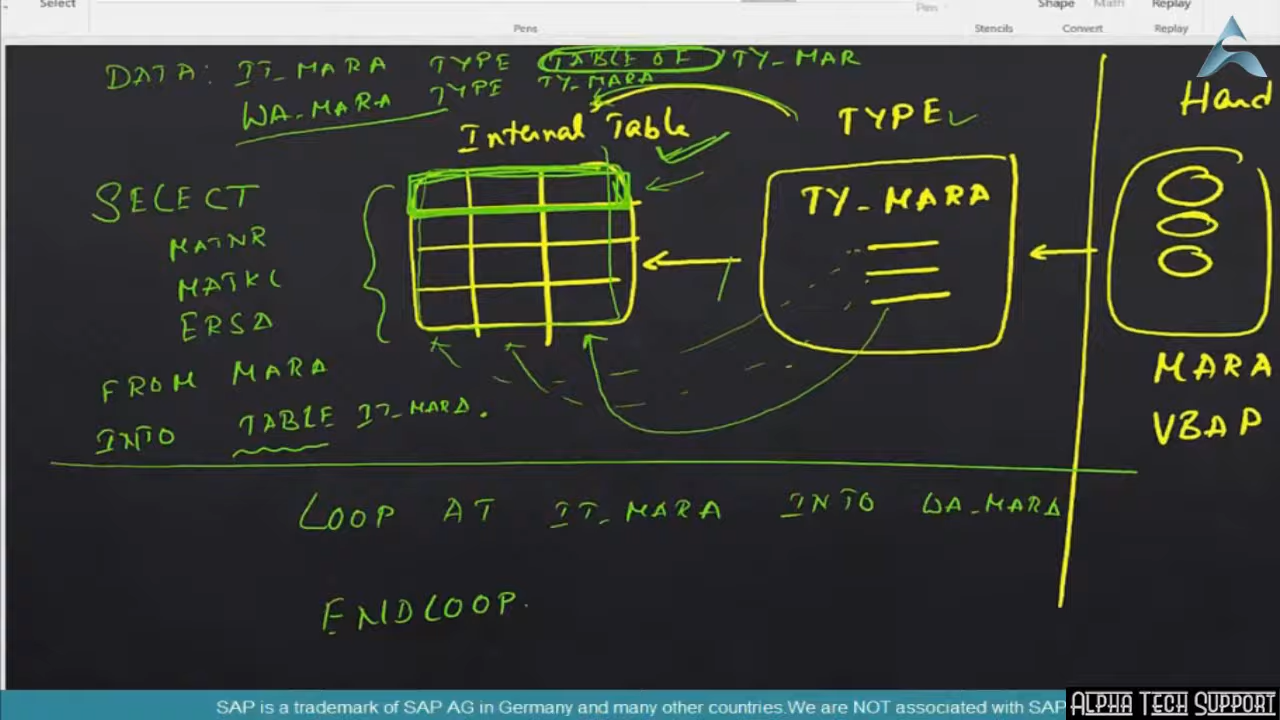 Select
Pen
Shape
Math
Replay
Pens
Stencils
Convert
Replay
DATA: IT_MARA TYPE TABLE OF TY_MAR
WA_MARA TYPE TY_MARA
Internal Table
TYPE
Hand
SELECT
MATNR
MATKL
ERSDA
FROM MARA
INTO TABLE IT_MARA.
TY_MARA
MARA
VBAP
LOOP AT IT_MARA INTO WA_MARA
ENDLOOP.
SAP is a trademark of SAP AG in Germany and many other countries.We are NOT associated with SAP
ALPHA TECH SUPPORT